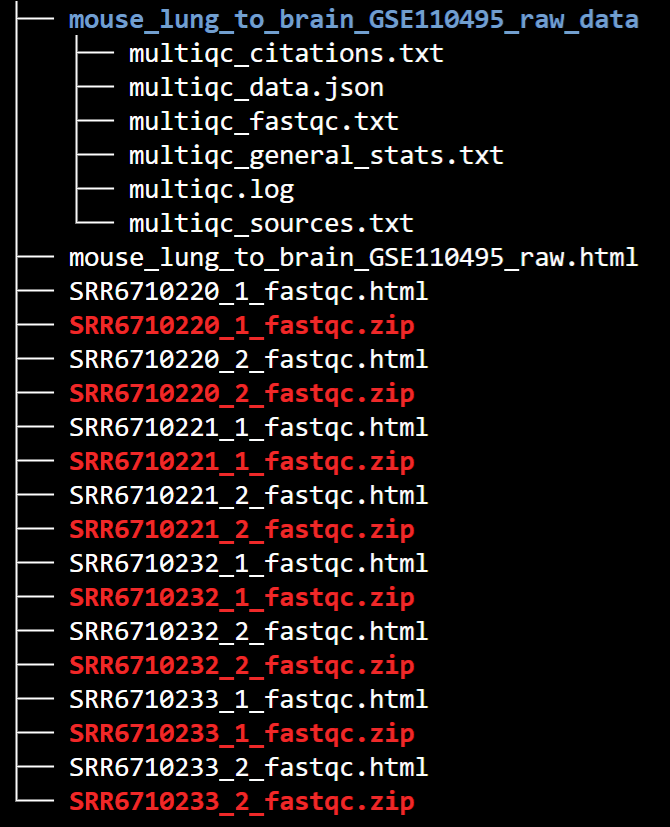 mouse_lung_to_brain_GSE110495_raw_data
multiqc_citations.txt
multiqc_data.json
multiqc_fastqc.txt
multiqc_general_stats.txt
multiqc.log
multiqc_sources.txt
mouse_lung_to_brain_GSE110495_raw.html
SRR6710220_1_fastqc.html
SRR6710220_1_fastqc.zip
SRR6710220_2_fastqc.html
SRR6710220_2_fastqc.zip
SRR6710221_1_fastqc.html
SRR6710221_1_fastqc.zip
SRR6710221_2_fastqc.html
SRR6710221_2_fastqc.zip
SRR6710232_1_fastqc.html
SRR6710232_1_fastqc.zip
SRR6710232_2_fastqc.html
SRR6710232_2_fastqc.zip
SRR6710233_1_fastqc.html
SRR6710233_1_fastqc.zip
SRR6710233_2_fastqc.html
SRR6710233_2_fastqc.zip